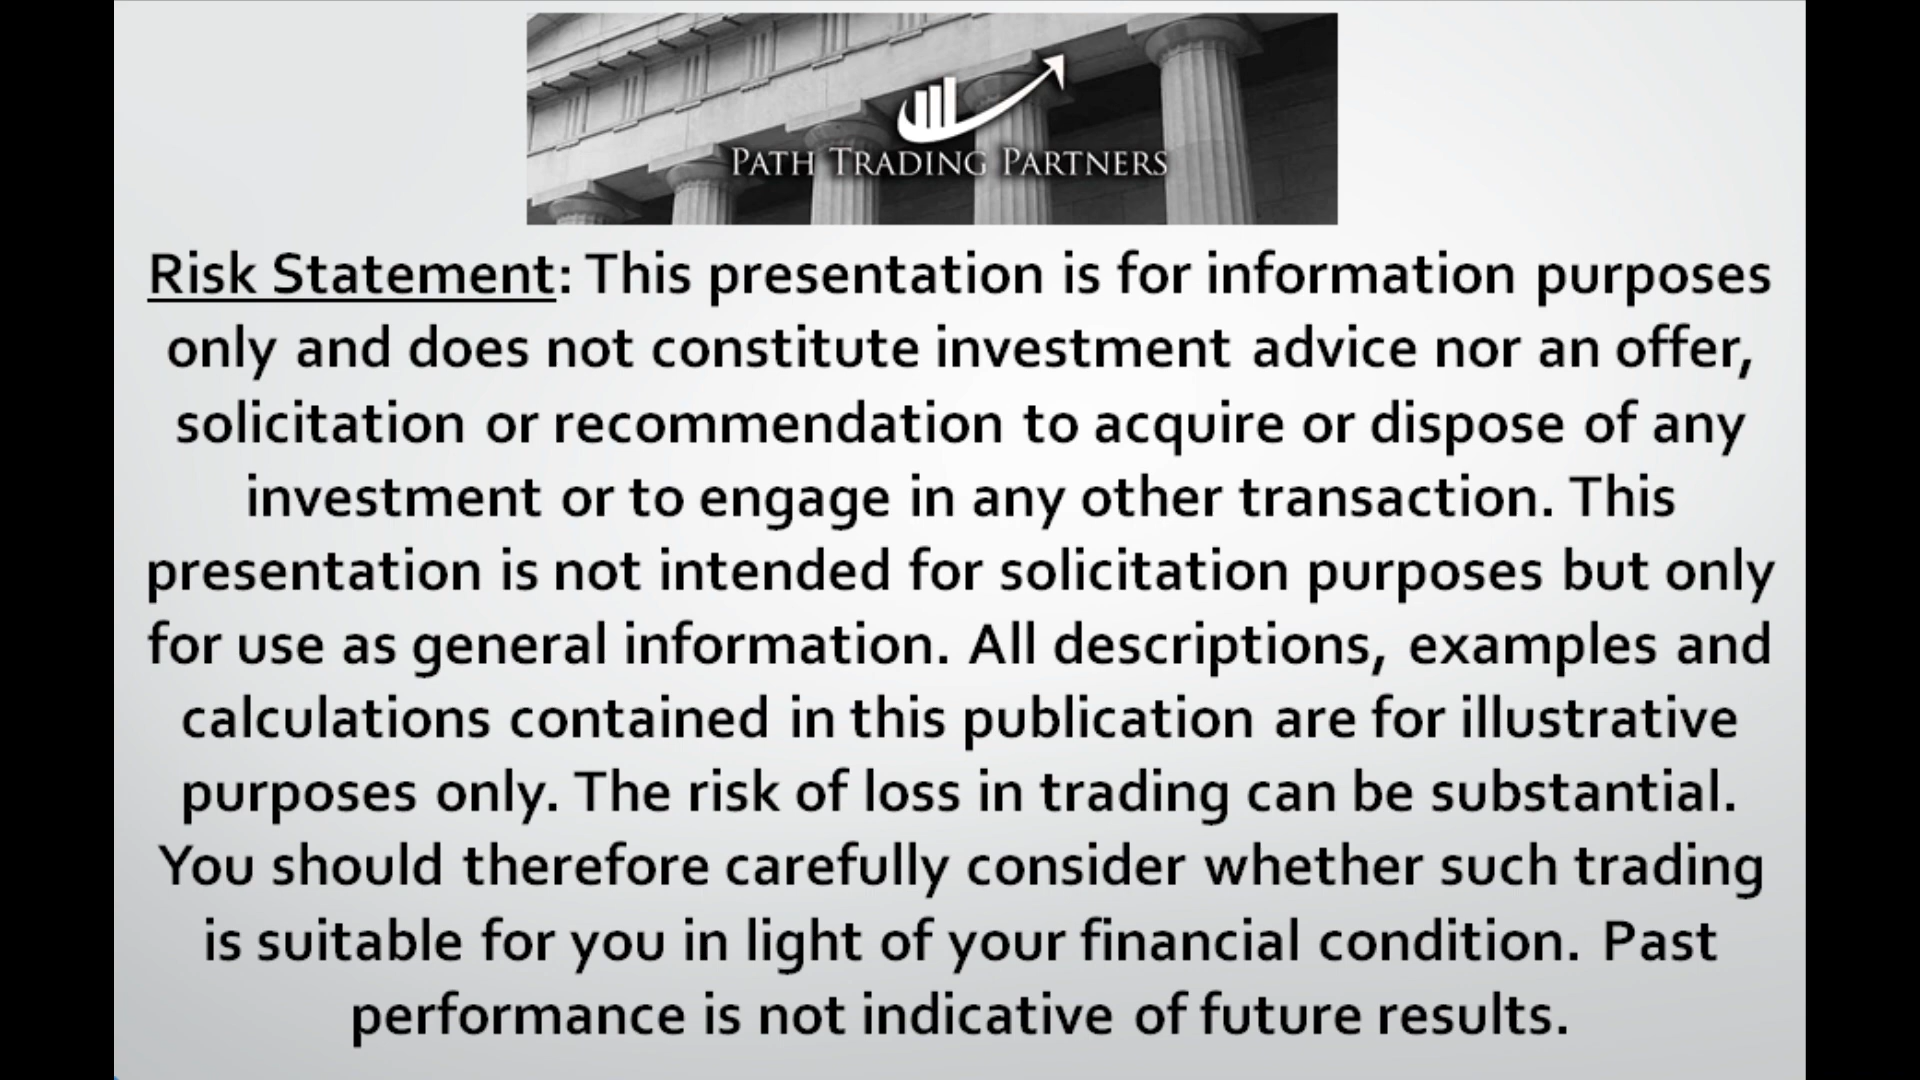 PATH TRADING PARTNERS
Risk Statement: This presentation is for information purposes
only and does not constitute investment advice nor an offer,
solicitation or recommendation to acquire or dispose of any
investment or to engage in any other transaction. This
presentation is not intended for solicitation purposes but only
for use as general information. All descriptions, examples and
calculations contained in this publication are for illustrative
purposes only. The risk of loss in trading can be substantial.
You should therefore carefully consider whether such trading
is suitable for you in light of your financial condition. Past
performance is not indicative of future results.